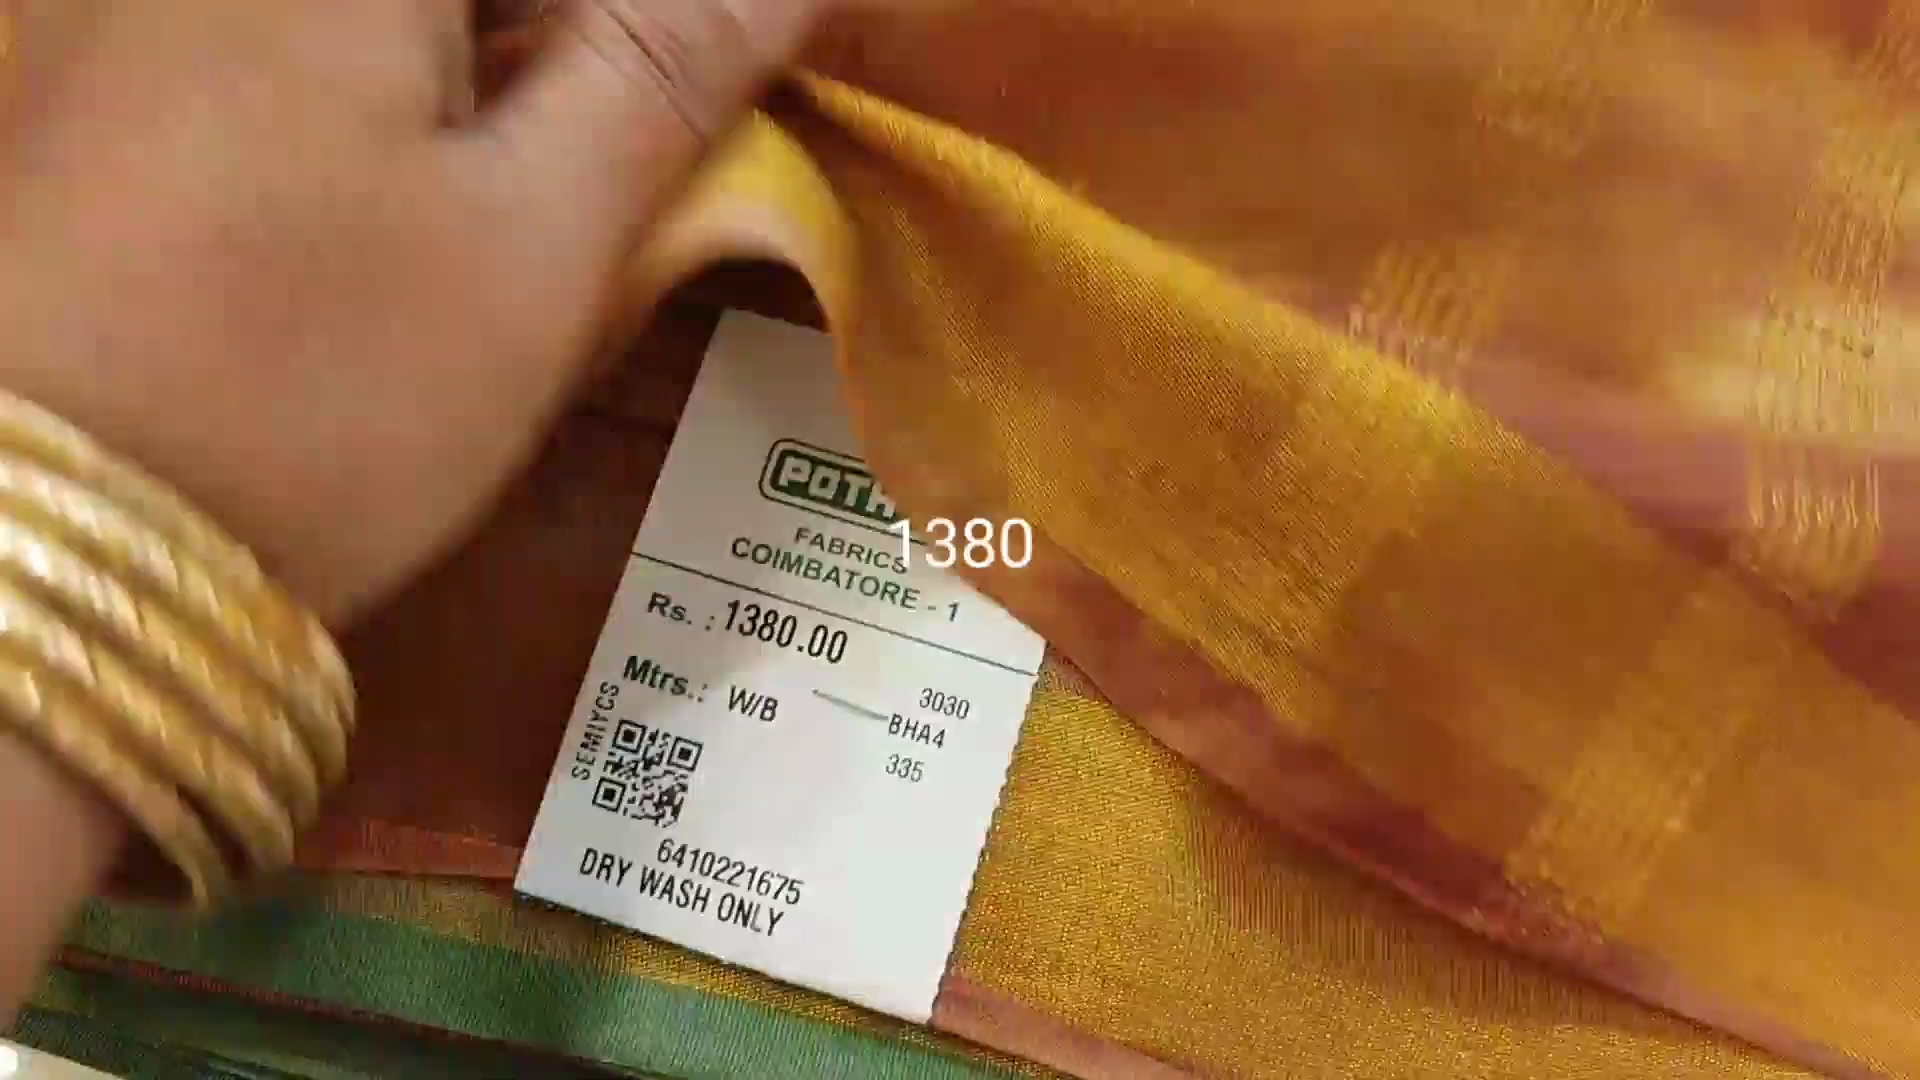 POTH
FABRICS
COIMBATORE - 1
1380
Rs. : 1380.00
Mtrs.: W/B
3030
BHA4
335
SEMIYCS
6410221675
DRY WASH ONLY